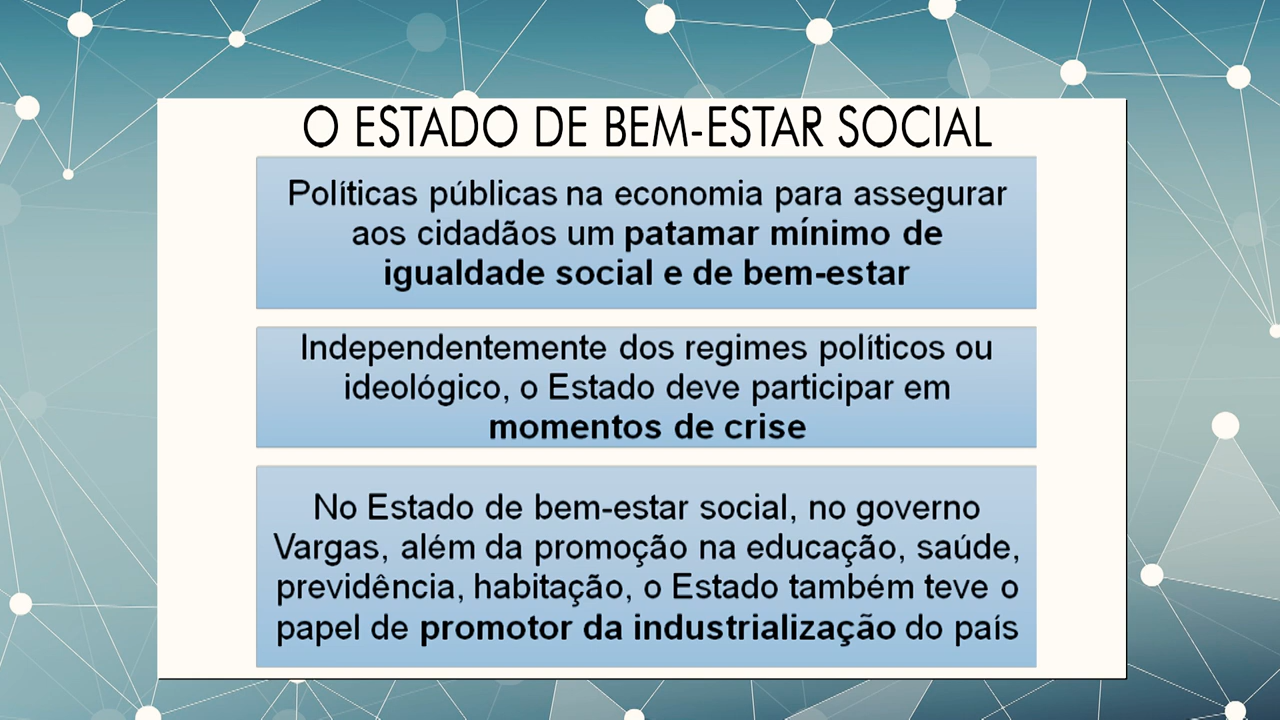 O ESTADO DE BEM-ESTAR SOCIAL
Políticas públicas na economia para assegurar
aos cidadãos um patamar mínimo de
igualdade social e de bem-estar
Independentemente dos regimes políticos ou
ideológico, o Estado deve participar em
momentos de crise
No Estado de bem-estar social, no governo
Vargas, além da promoção na educação, saúde,
previdência, habitação, o Estado também teve o
papel de promotor da industrialização do país